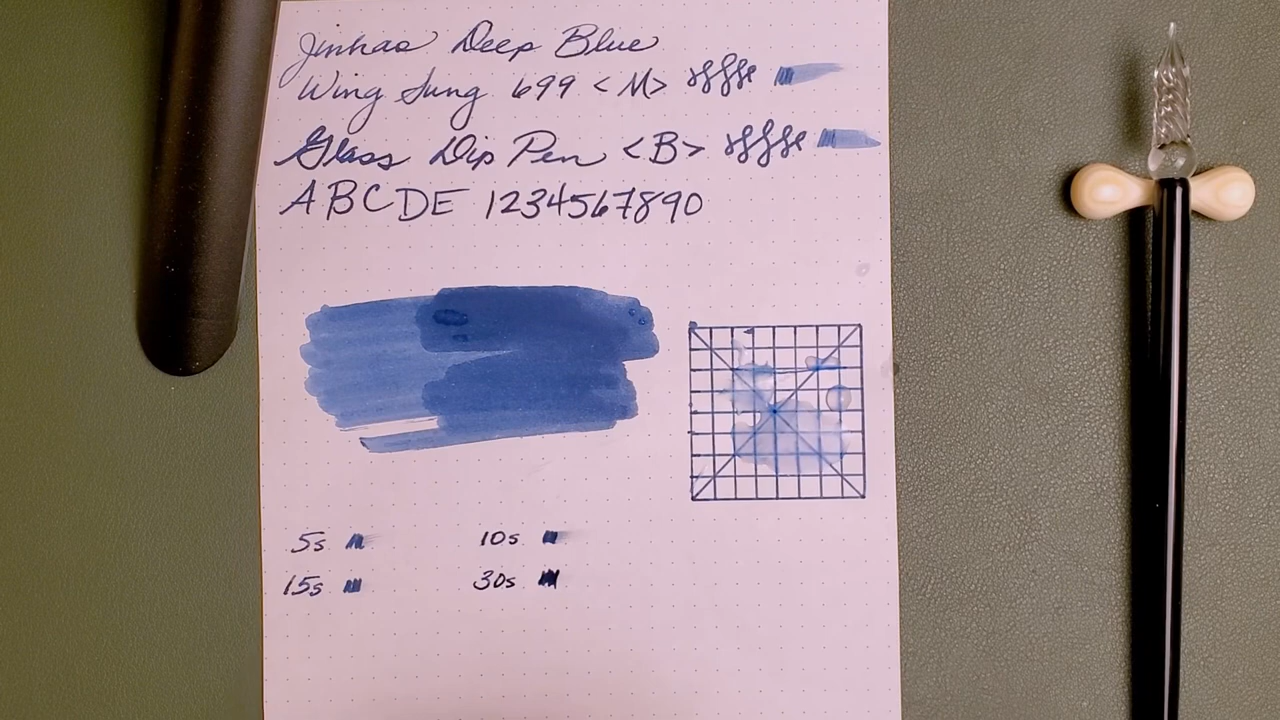 Jinhao Deep Blue
Wing Sung 699 <M>
Glass Dip Pen <B>
ABCDE 1234567890
5s 10s
15s 30s